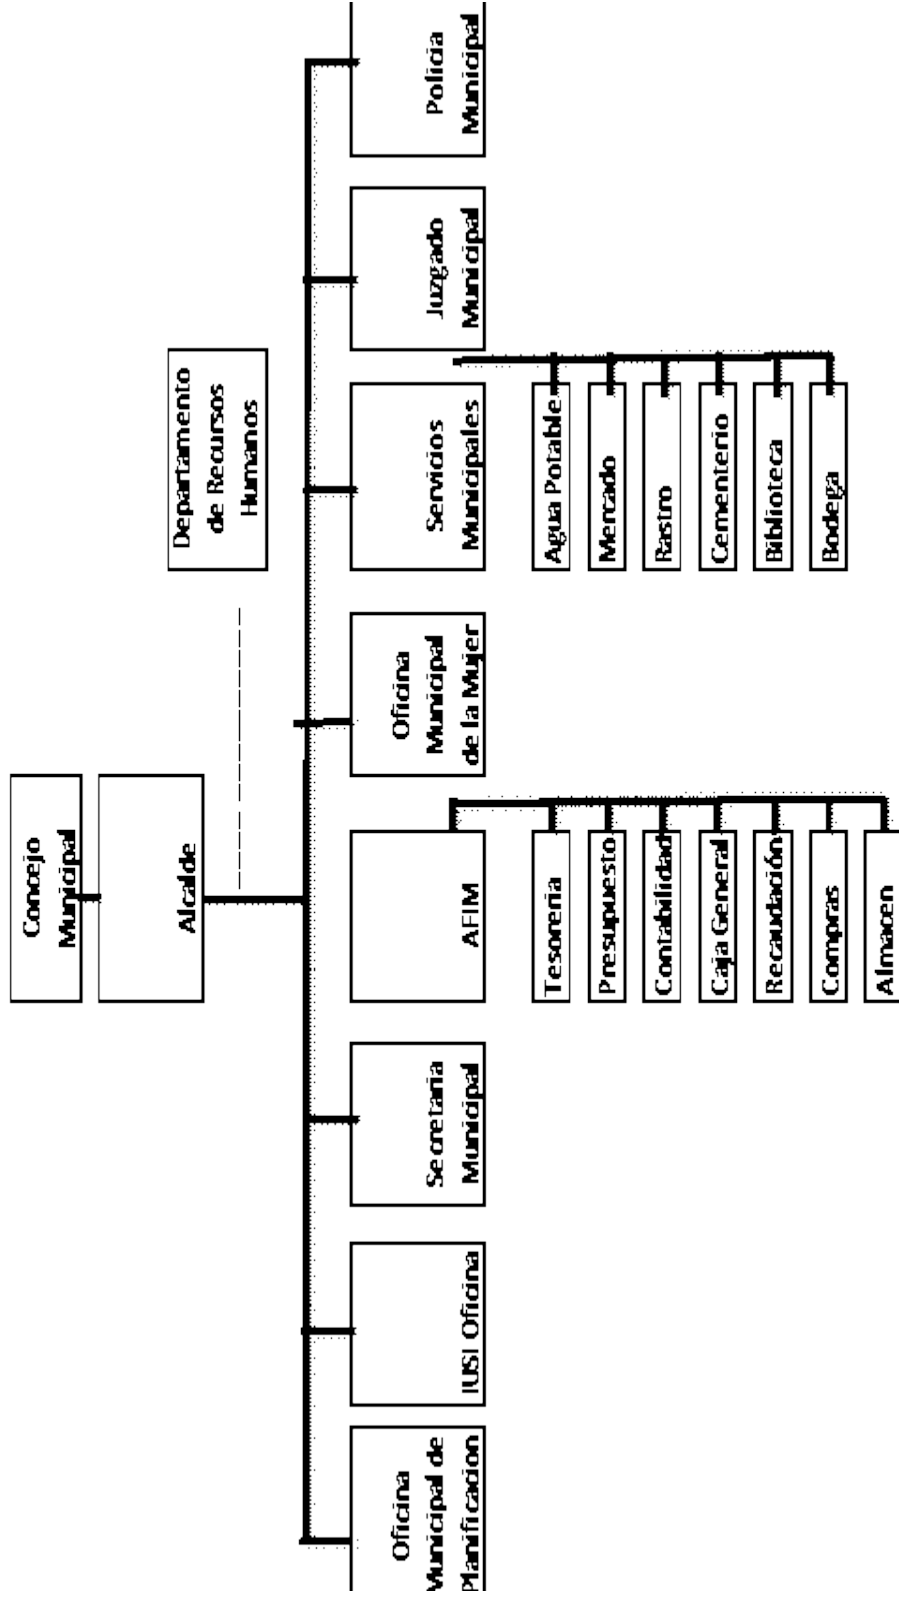 Concejo
Municipal
Alcalde
Departamento
de Recursos
Humanos
Oficina
Municipal de
Planificacion
IUSI Oficina
Secretaria
Municipal
AFIM
Oficina
Municipal
de la Mujer
Servicios
Municipales
Juzgado
Municipal
Policia
Municipal
Tesoreria
Presupuesto
Contabilidad
Caja General
Recaudación
Compras
Almacen
Agua Potable
Mercado
Rastro
Cementerio
Biblioteca
Bodega